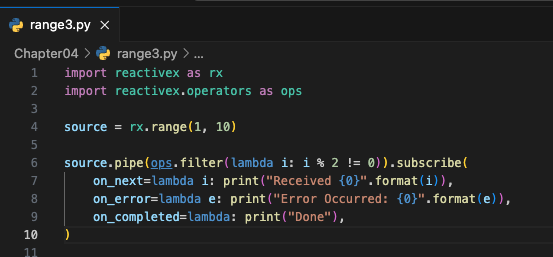 range3.py
Chapter04 > range3.py > ...
1 import reactivex as rx
2 import reactivex.operators as ops
3
4 source = rx.range(1, 10)
5
6 source.pipe(ops.filter(lambda i: i % 2 != 0)).subscribe(
7     on_next=lambda i: print("Received {0}".format(i)),
8     on_error=lambda e: print("Error Occurred: {0}".format(e)),
9     on_completed=lambda: print("Done"),
10 )
11